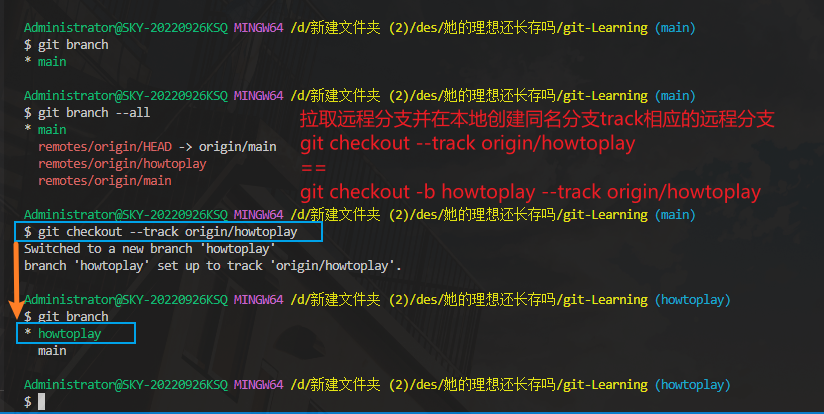 Administrator@SKY-20220926KSQ MINGW64 /d/新建文件夹 (2)/des/她的理想还长存吗/git-Learning (main)
$ git branch
* main
Administrator@SKY-20220926KSQ MINGW64 /d/新建文件夹 (2)/des/她的理想还长存吗/git-Learning (main)
$ git branch --all
* main
remotes/origin/HEAD -> origin/main
remotes/origin/howtoplay
remotes/origin/main
拉取远程分支并在本地创建同名分支track相应的远程分支
git checkout --track origin/howtoplay
==
git checkout -b howtoplay --track origin/howtoplay
Administrator@SKY-20220926KSQ MINGW64 /d/新建文件夹 (2)/des/她的理想还长存吗/git-Learning (main)
$ git checkout --track origin/howtoplay
Switched to a new branch 'howtoplay'
branch 'howtoplay' set up to track 'origin/howtoplay'.
Administrator@SKY-20220926KSQ MINGW64 /d/新建文件夹 (2)/des/她的理想还长存吗/git-Learning (howtoplay)
$ git branch
* howtoplay
main
Administrator@SKY-20220926KSQ MINGW64 /d/新建文件夹 (2)/des/她的理想还长存吗/git-Learning (howtoplay)
$